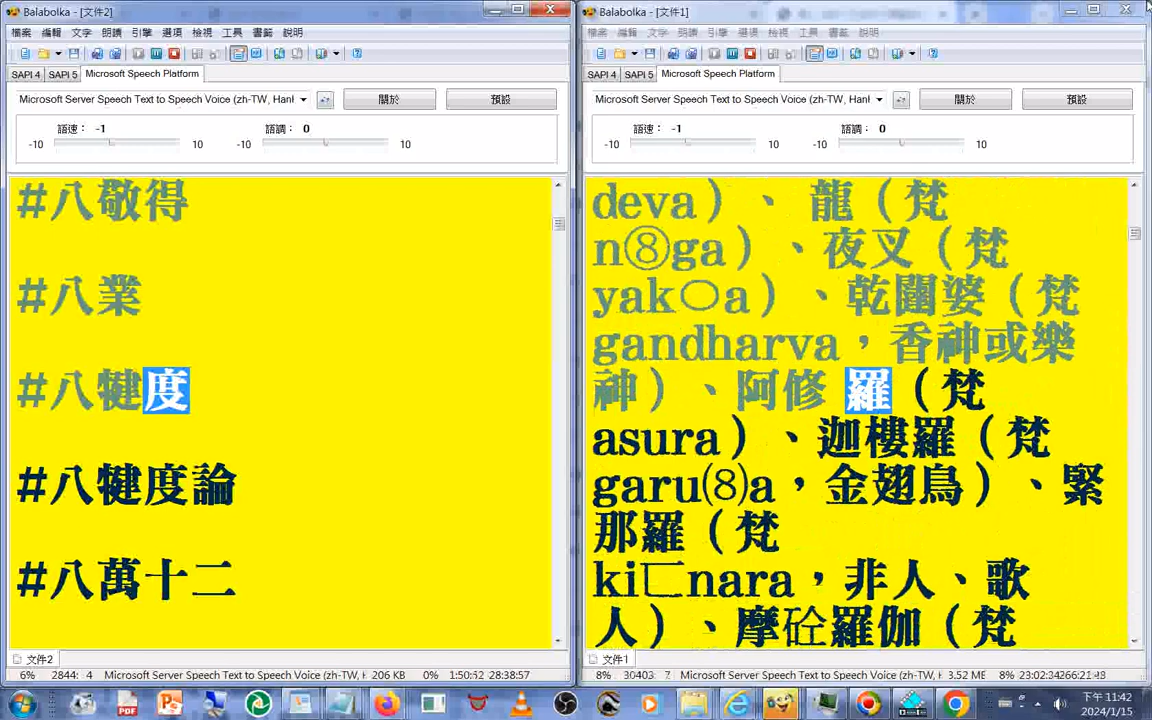 Balabolka - [文件2]
檔案 編輯 文字 朗讀 引擎 選項 檢視 工具 書籤 說明
SAPI 4 SAPI 5 Microsoft Speech Platform
Microsoft Server Speech Text to Speech Voice (zh-TW, Hanl
關於
預設
語速： -1
語調： 0
-10 10 -10 10
#八敬得
#八業
#八犍度
#八犍度論
#八萬十二
文件2
6% 2844: 4 Microsoft Server Speech Text to Speech Voice (zh-TW, H 206 KB 0% 1:50:52 28:38:57
Balabolka - [文件1]
檔案 編輯 文字 朗讀 引擎 選項 檢視 工具 書籤 說明
SAPI 4 SAPI 5 Microsoft Speech Platform
Microsoft Server Speech Text to Speech Voice (zh-TW, Hanl
關於
預設
語速： -1
語調： 0
-10 10 -10 10
deva）、 龍（梵
n⑧ga）、夜叉（梵
yak○a）、乾闥婆（梵
gandharva，香神或樂
神）、阿修 羅（梵
asura）、迦樓羅（梵
garu⑻a，金翅鳥）、緊
那羅（梵
ki匚nara，非人、歌
人）、摩硂羅伽（梵
文件1
8% 30403: 7 Microsoft Server Speech Text to Speech Voice (zh-TW, H 3.52 ME 8% 23:02:34
下午 11:42
2024/1/15